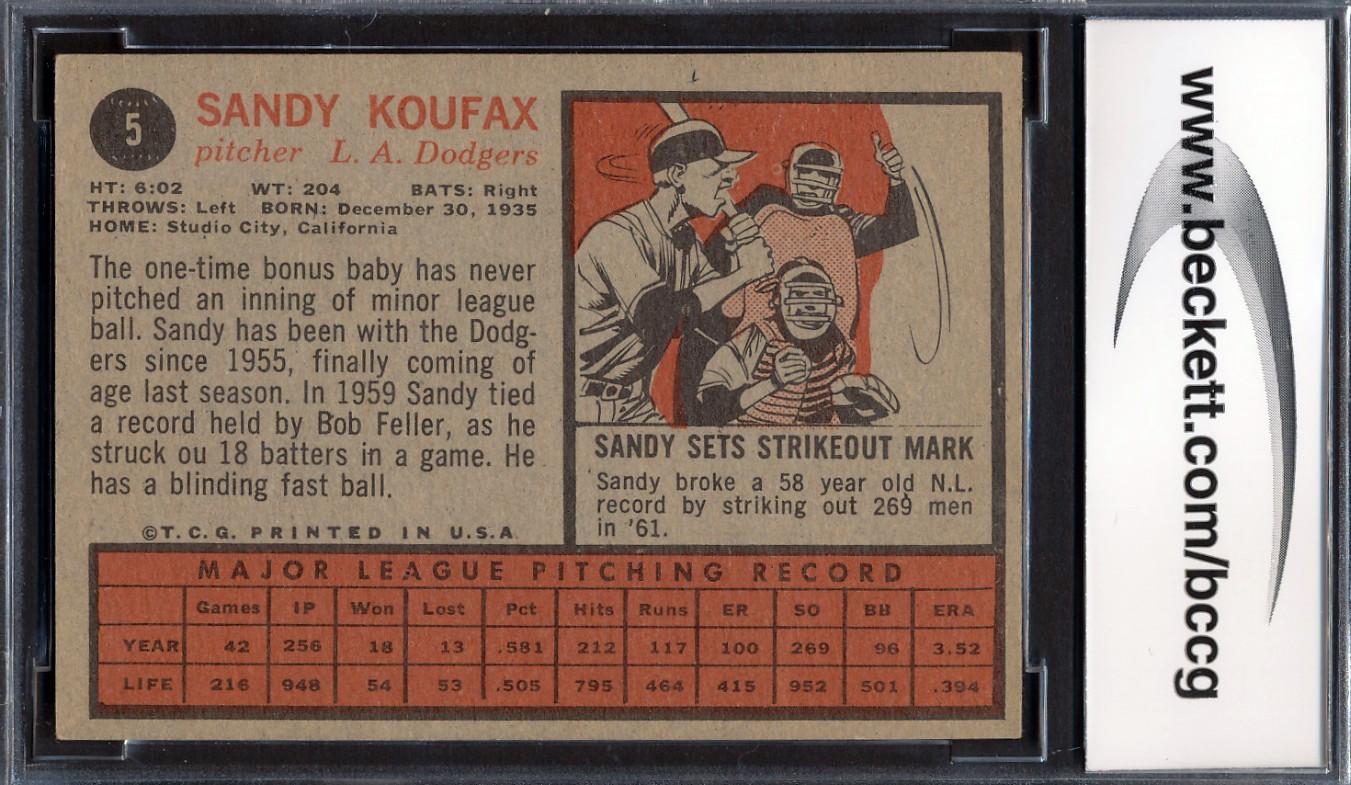 5
SANDY KOUFAX
pitcher L. A. Dodgers
HT: 6:02 WT: 204 BATS: Right
THROWS: Left BORN: December 30, 1935
HOME: Studio City, California
The one-time bonus baby has never
pitched an inning of minor league
ball. Sandy has been with the Dodg-
ers since 1955, finally coming of
age last season. In 1959 Sandy tied
a record held by Bob Feller, as he
struck ou 18 batters in a game. He
has a blinding fast ball.
©T.C.G. PRINTED IN U.S.A
SANDY SETS STRIKEOUT MARK
Sandy broke a 58 year old N.L.
record by striking out 269 men
in '61.
MAJOR LEAGUE PITCHING RECORD
Games IP Won Lost Pct Hits Runs ER SO BB ERA
YEAR 42 256 18 13 .581 212 117 100 269 96 3.52
LIFE 216 948 54 53 .505 795 464 415 952 501 .394
www.beckett.com/bccg